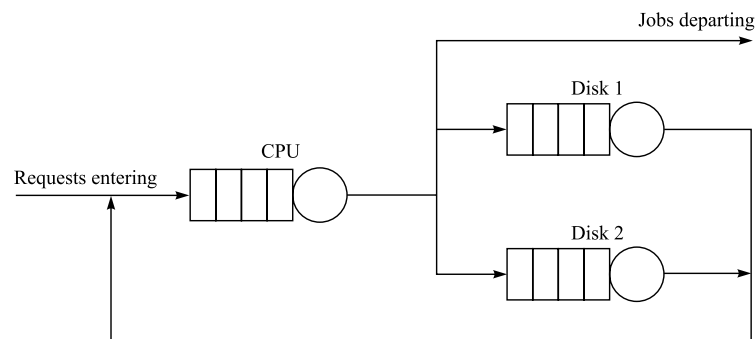 Jobs departing
Disk 1
CPU
Requests entering
Disk 2